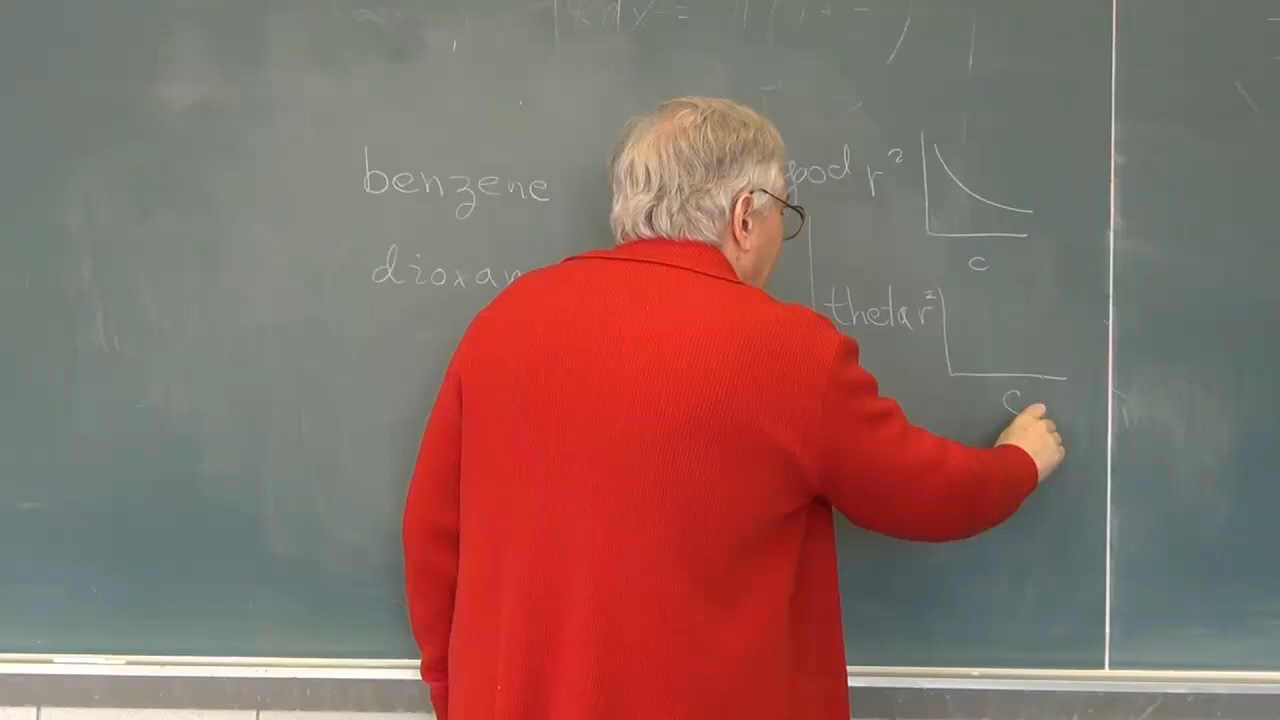 benzene
good r²
c
dioxan
theta r²
c